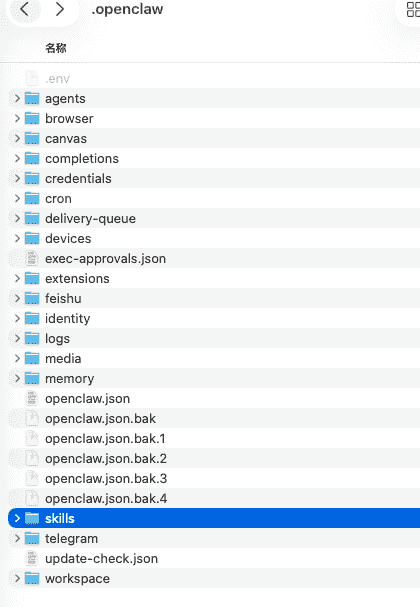 .openclaw
名称
.env
agents
browser
canvas
completions
credentials
cron
delivery-queue
devices
exec-approvals.json
extensions
feishu
identity
logs
media
memory
openclaw.json
openclaw.json.bak
openclaw.json.bak.1
openclaw.json.bak.2
openclaw.json.bak.3
openclaw.json.bak.4
skills
telegram
update-check.json
workspace